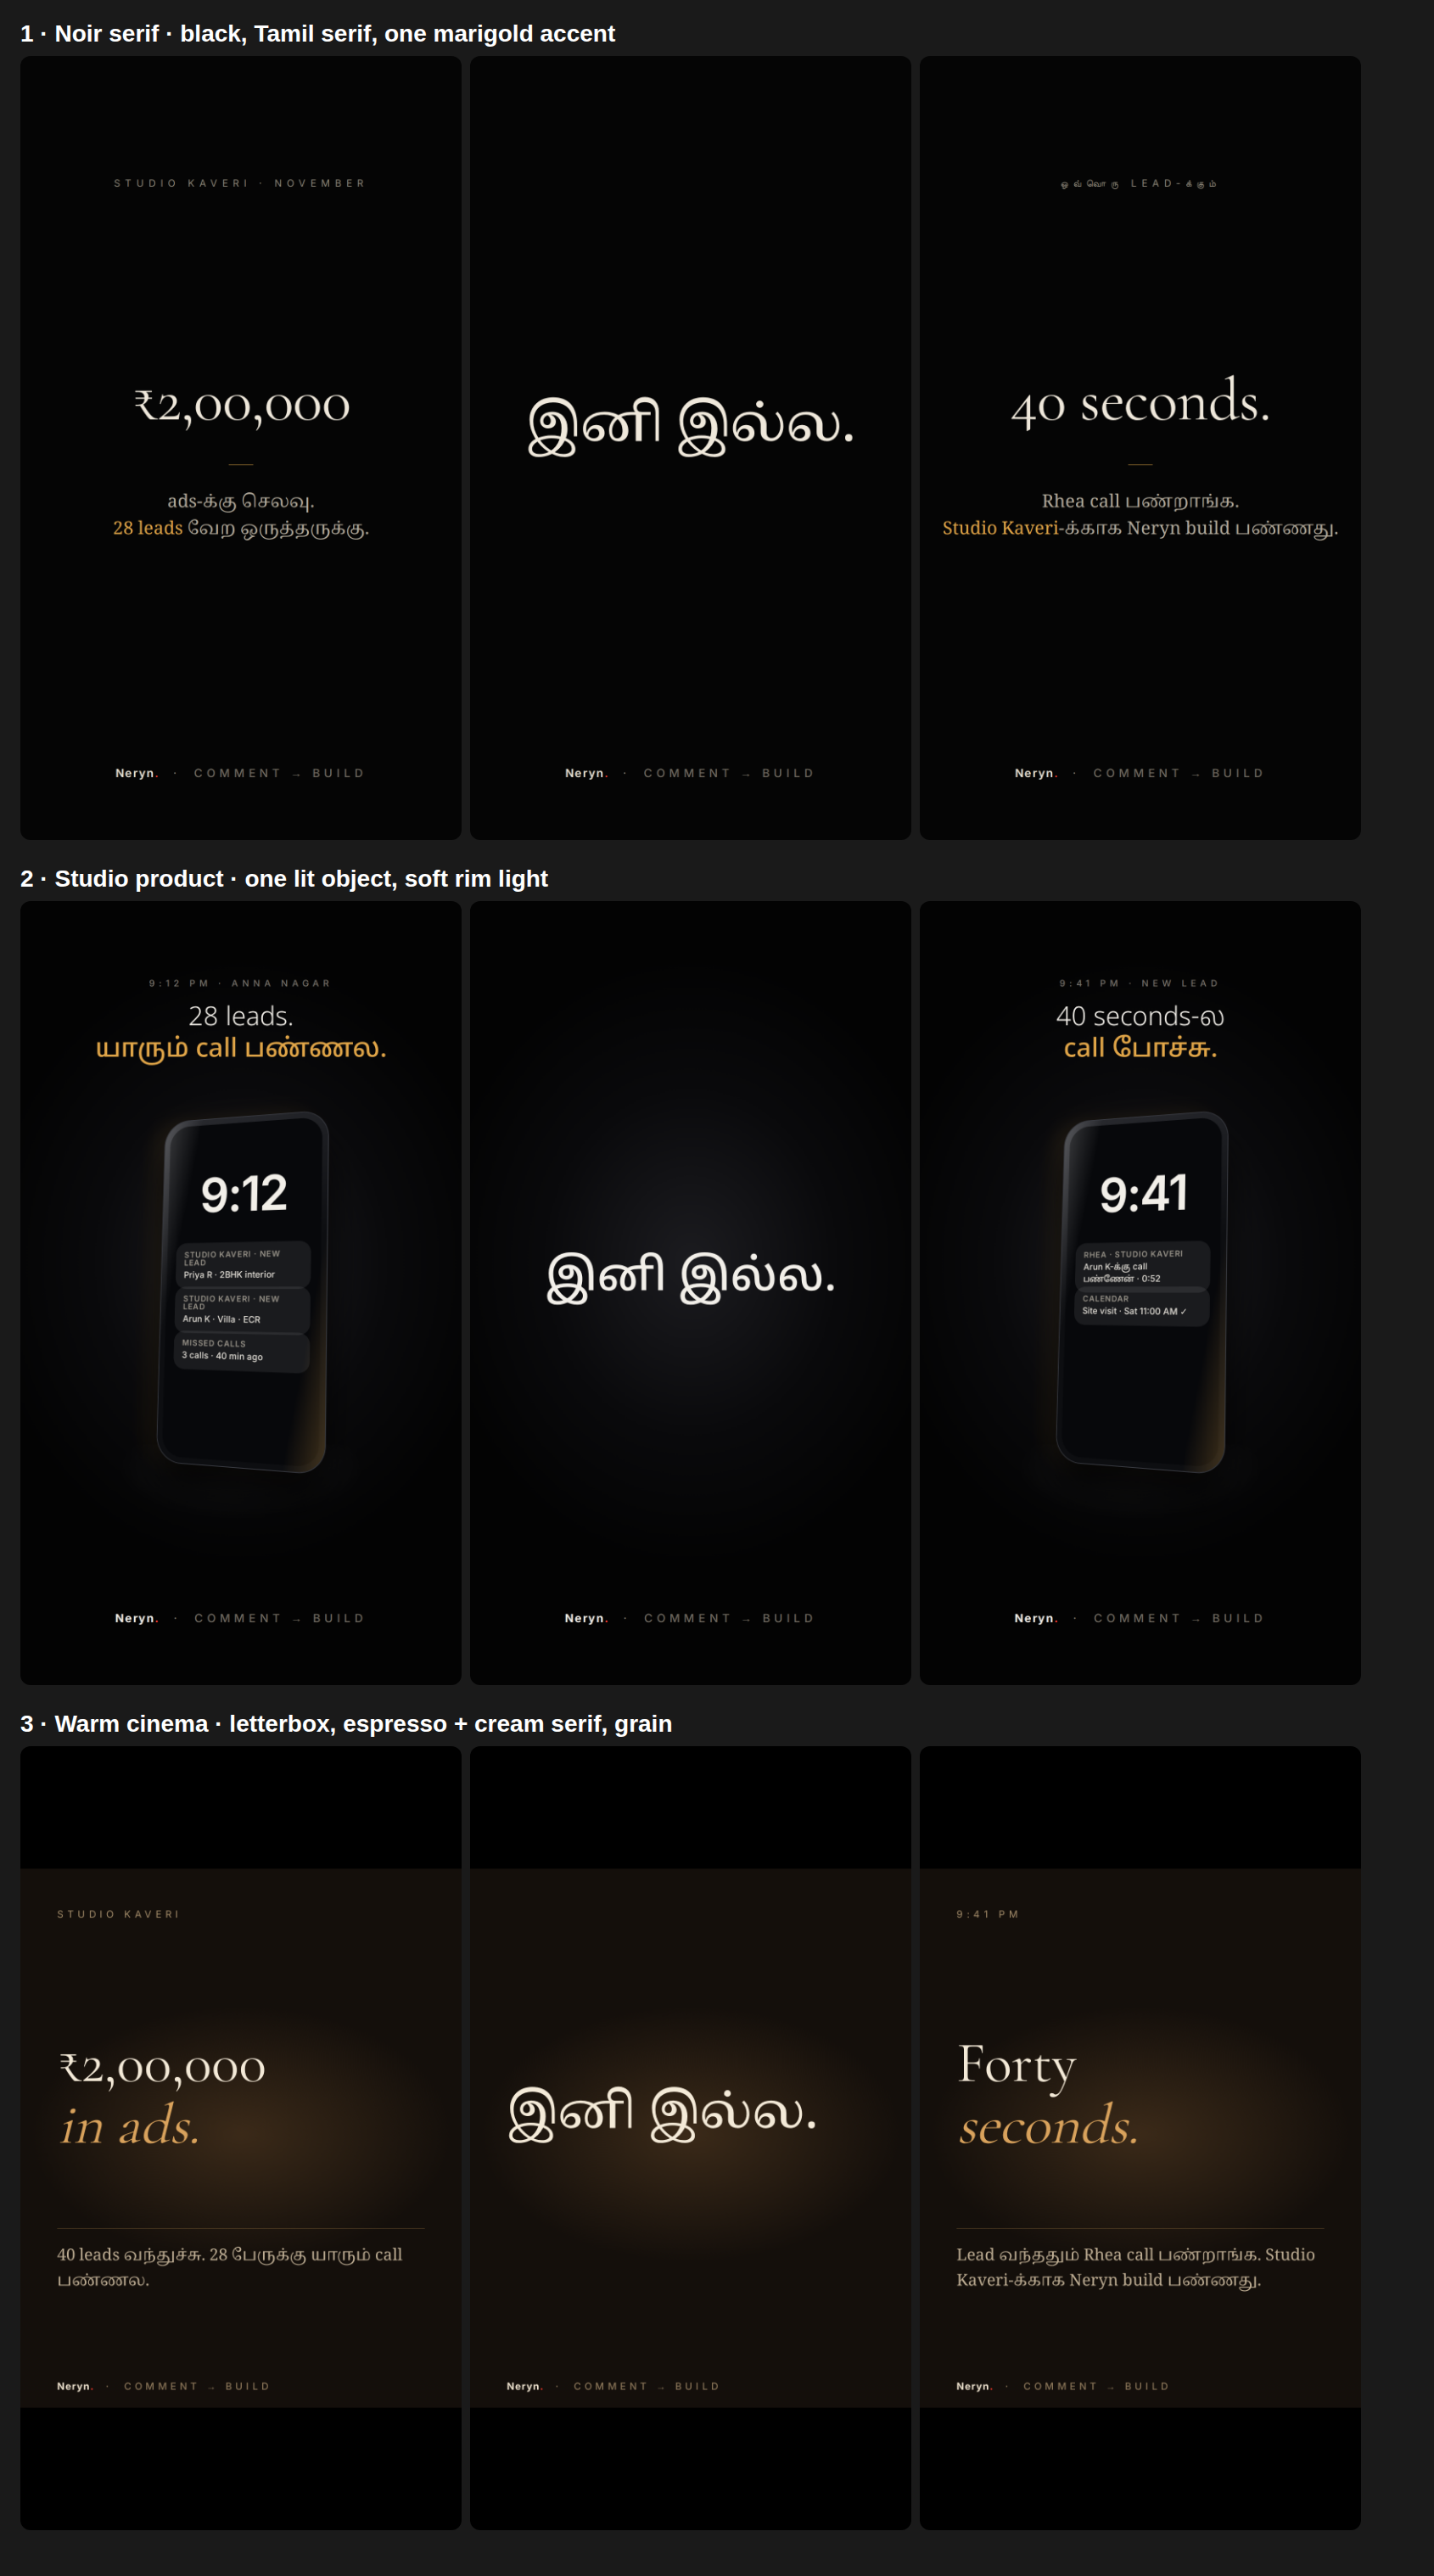 1 · Noir serif · black, Tamil serif, one marigold accent
STUDIO KAVERI · NOVEMBER
₹2,00,000
ads-க்கு செலவு.
28 leads வேற ஒருத்தருக்கு.
Neryn. · COMMENT → BUILD
இனி இல்ல.
Neryn. · COMMENT → BUILD
ஒவ்வொரு LEAD-க்கும்
40 seconds.
Rhea call பண்றாங்க.
Studio Kaveri-க்காக Neryn build பண்ணது.
Neryn. · COMMENT → BUILD
2 · Studio product · one lit object, soft rim light
9:12 PM · ANNA NAGAR
28 leads.
யாரும் call பண்ணல.
9:12
STUDIO KAVERI · NEW
LEAD
Priya R · 2BHK interior
STUDIO KAVERI · NEW
LEAD
Arun K · Villa · ECR
MISSED CALLS
3 calls · 40 min ago
Neryn. · COMMENT → BUILD
இனி இல்ல.
Neryn. · COMMENT → BUILD
9:41 PM · NEW LEAD
40 seconds-ல
call போச்சு.
9:41
RHEA · STUDIO KAVERI
Arun K-க்கு call
பண்ணேன் · 0:52
CALENDAR
Site visit · Sat 11:00 AM ✓
Neryn. · COMMENT → BUILD
3 · Warm cinema · letterbox, espresso + cream serif, grain
STUDIO KAVERI
₹2,00,000
in ads.
40 leads வந்துச்சு. 28 பேருக்கு யாரும் call
பண்ணல.
Neryn. · COMMENT → BUILD
இனி இல்ல.
Neryn. · COMMENT → BUILD
9:41 PM
Forty
seconds.
Lead வந்ததும் Rhea call பண்றாங்க. Studio
Kaveri-க்காக Neryn build பண்ணது.
Neryn. · COMMENT → BUILD